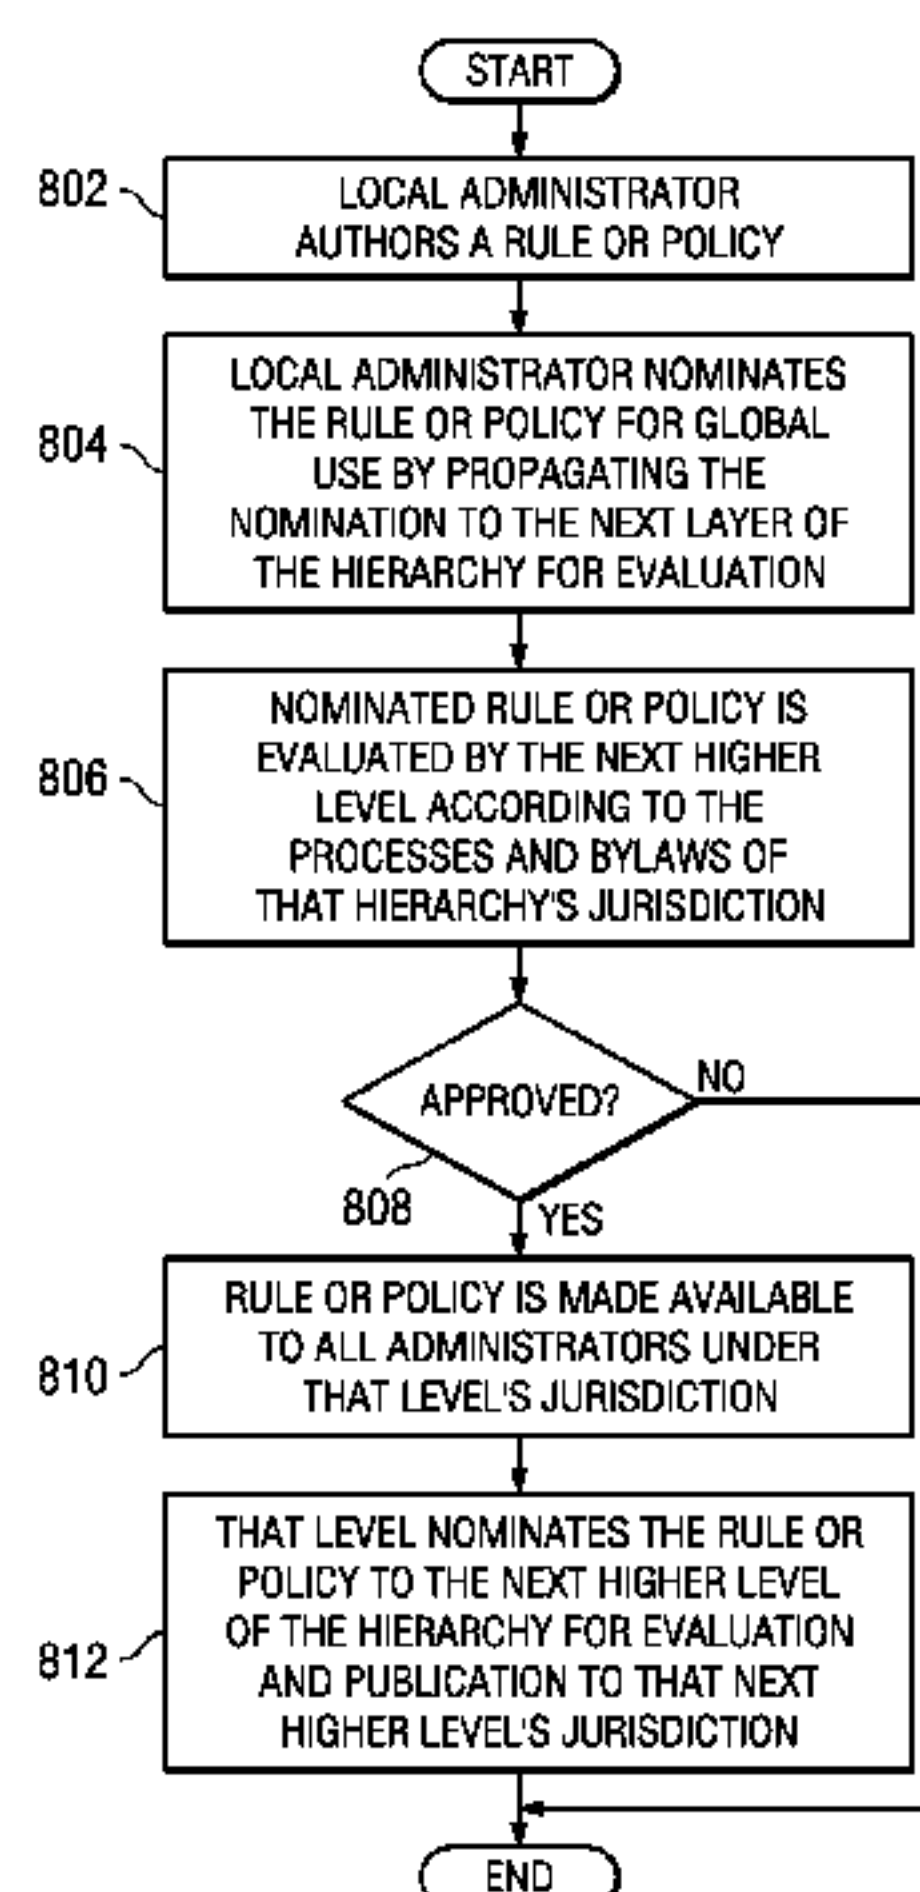 START
802
LOCAL ADMINISTRATOR
AUTHORS A RULE OR POLICY
804
LOCAL ADMINISTRATOR NOMINATES
THE RULE OR POLICY FOR GLOBAL
USE BY PROPAGATING THE
NOMINATION TO THE NEXT LAYER OF
THE HIERARCHY FOR EVALUATION
806
NOMINATED RULE OR POLICY IS
EVALUATED BY THE NEXT HIGHER
LEVEL ACCORDING TO THE
PROCESSES AND BYLAWS OF
THAT HIERARCHY'S JURISDICTION
APPROVED?
NO
808
YES
810
RULE OR POLICY IS MADE AVAILABLE
TO ALL ADMINISTRATORS UNDER
THAT LEVEL'S JURISDICTION
812
THAT LEVEL NOMINATES THE RULE OR
POLICY TO THE NEXT HIGHER LEVEL
OF THE HIERARCHY FOR EVALUATION
AND PUBLICATION TO THAT NEXT
HIGHER LEVEL'S JURISDICTION
END